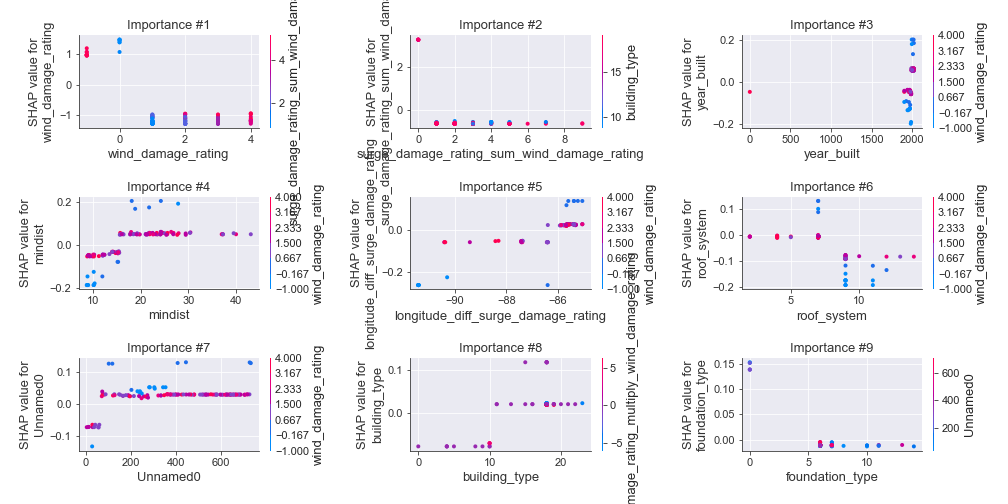 Importance #1
SHAP value for
wind_damage_rating
1
0
−1
0
2
4
wind_damage_rating
4
2
surge_damage_rating_sum_wind_damage_rating
Importance #2
SHAP value for
surge_damage_rating_sum_wind_damage_rating
2
0
0
2
4
6
8
surge_damage_rating_sum_wind_damage_rating
15
10
building_type
Importance #3
SHAP value for
year_built
0.2
0.0
−0.2
0
500
1000
1500
2000
year_built
4.000
3.167
2.333
1.500
0.667
−0.167
−1.000
wind_damage_rating
Importance #4
SHAP value for
mindist
0.2
0.0
−0.2
10
20
30
40
mindist
4.000
3.167
2.333
1.500
0.667
−0.167
−1.000
wind_damage_rating
Importance #5
SHAP value for
longitude_diff_surge_damage_rating
0.0
−0.2
−90
−88
−86
longitude_diff_surge_damage_rating
4.000
3.167
2.333
1.500
0.667
−0.167
−1.000
wind_damage_rating
Importance #6
SHAP value for
roof_system
0.1
0.0
−0.1
−0.2
5
10
roof_system
4.000
3.167
2.333
1.500
0.667
−0.167
−1.000
wind_damage_rating
Importance #7
SHAP value for
Unnamed0
0.1
0.0
−0.1
0
200
400
600
Unnamed0
4.000
3.167
2.333
1.500
0.667
−0.167
−1.000
wind_damage_rating
Importance #8
SHAP value for
building_type
0.1
0.0
0
10
20
building_type
5
0
−5
damage_rating_multiply_wind_damage_rating
Importance #9
SHAP value for
foundation_type
0.15
0.10
0.05
0.00
0
5
10
foundation_type
600
400
200
Unnamed0